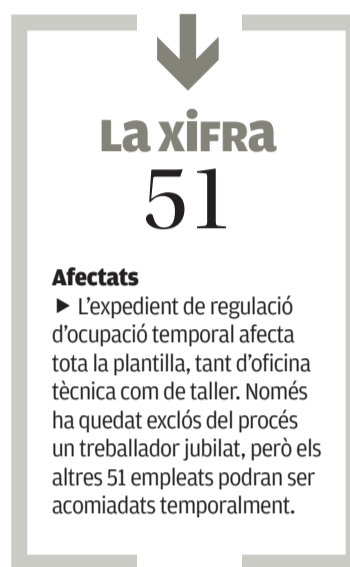 La xifra
51
Afectats
▶ L'expedient de regulació
d'ocupació temporal afecta
tota la plantilla, tant d'oficina
tècnica com de taller. Només
ha quedat exclós del procés
un treballador jubilat, però els
altres 51 empleats podran ser
acomiadats temporalment.